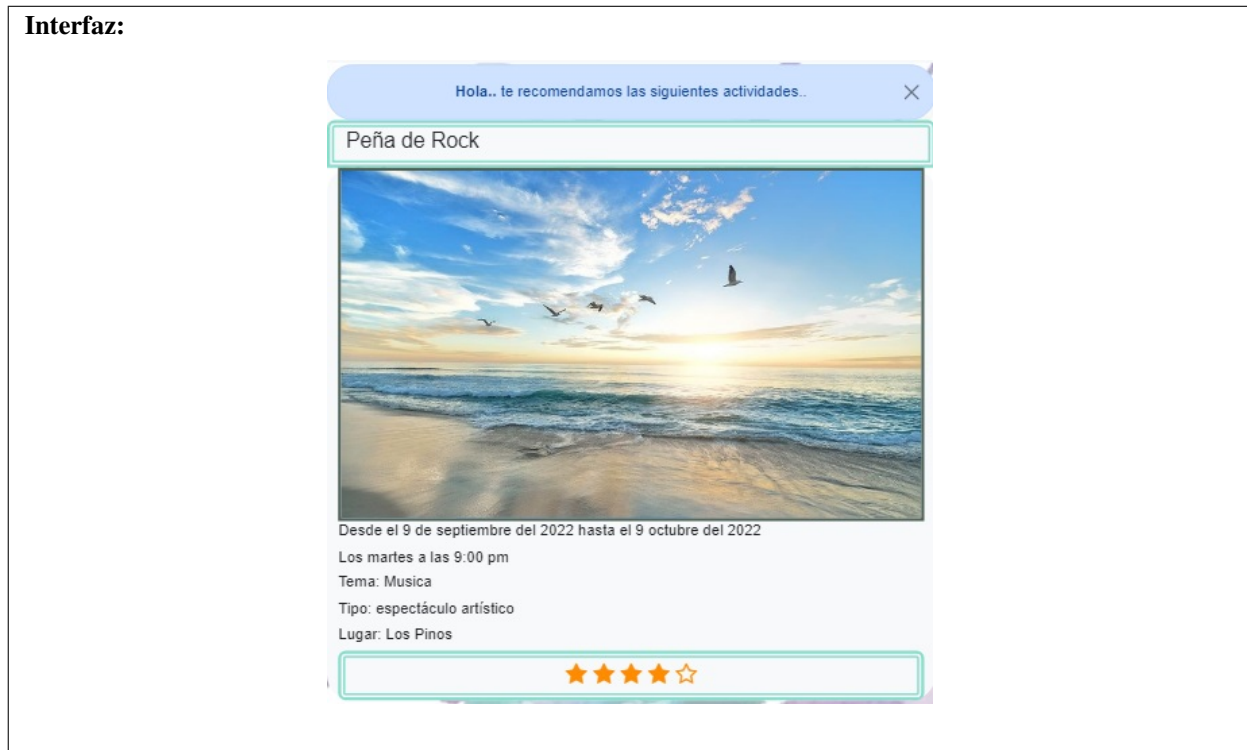 Interfaz:
Hola.. te recomendamos las siguientes actividades..
Peña de Rock
Desde el 9 de septiembre del 2022 hasta el 9 octubre del 2022
Los martes a las 9:00 pm
Tema: Musica
Tipo: espectáculo artístico
Lugar: Los Pinos